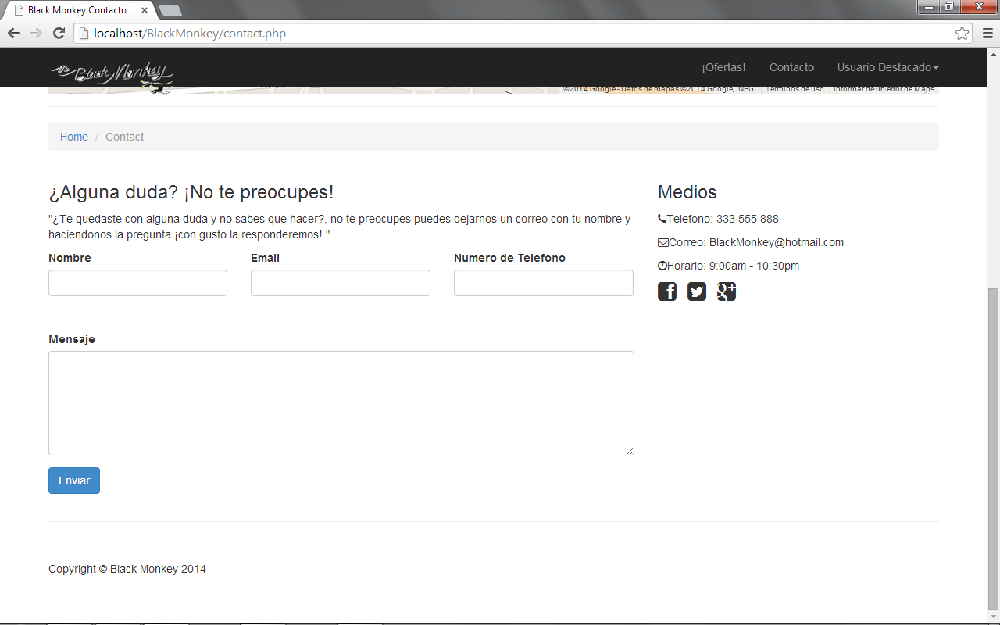 Black Monkey Contacto
localhost/BlackMonkey/contact.php
the Black Monkey
¡Ofertas!
Contacto
Usuario Destacado
©2014 Google - Datos de mapas ©2014 Google, INEGI
Términos de uso
Informar de un error de Maps
Home / Contact
¿Alguna duda? ¡No te preocupes!
"¿Te quedaste con alguna duda y no sabes que hacer?, no te preocupes puedes dejarnos un correo con tu nombre y
haciendonos la pregunta ¡con gusto la responderemos!."
Nombre
Email
Numero de Telefono
Mensaje
Enviar
Medios
Telefono: 333 555 888
Correo: BlackMonkey@hotmail.com
Horario: 9:00am - 10:30pm
Copyright © Black Monkey 2014